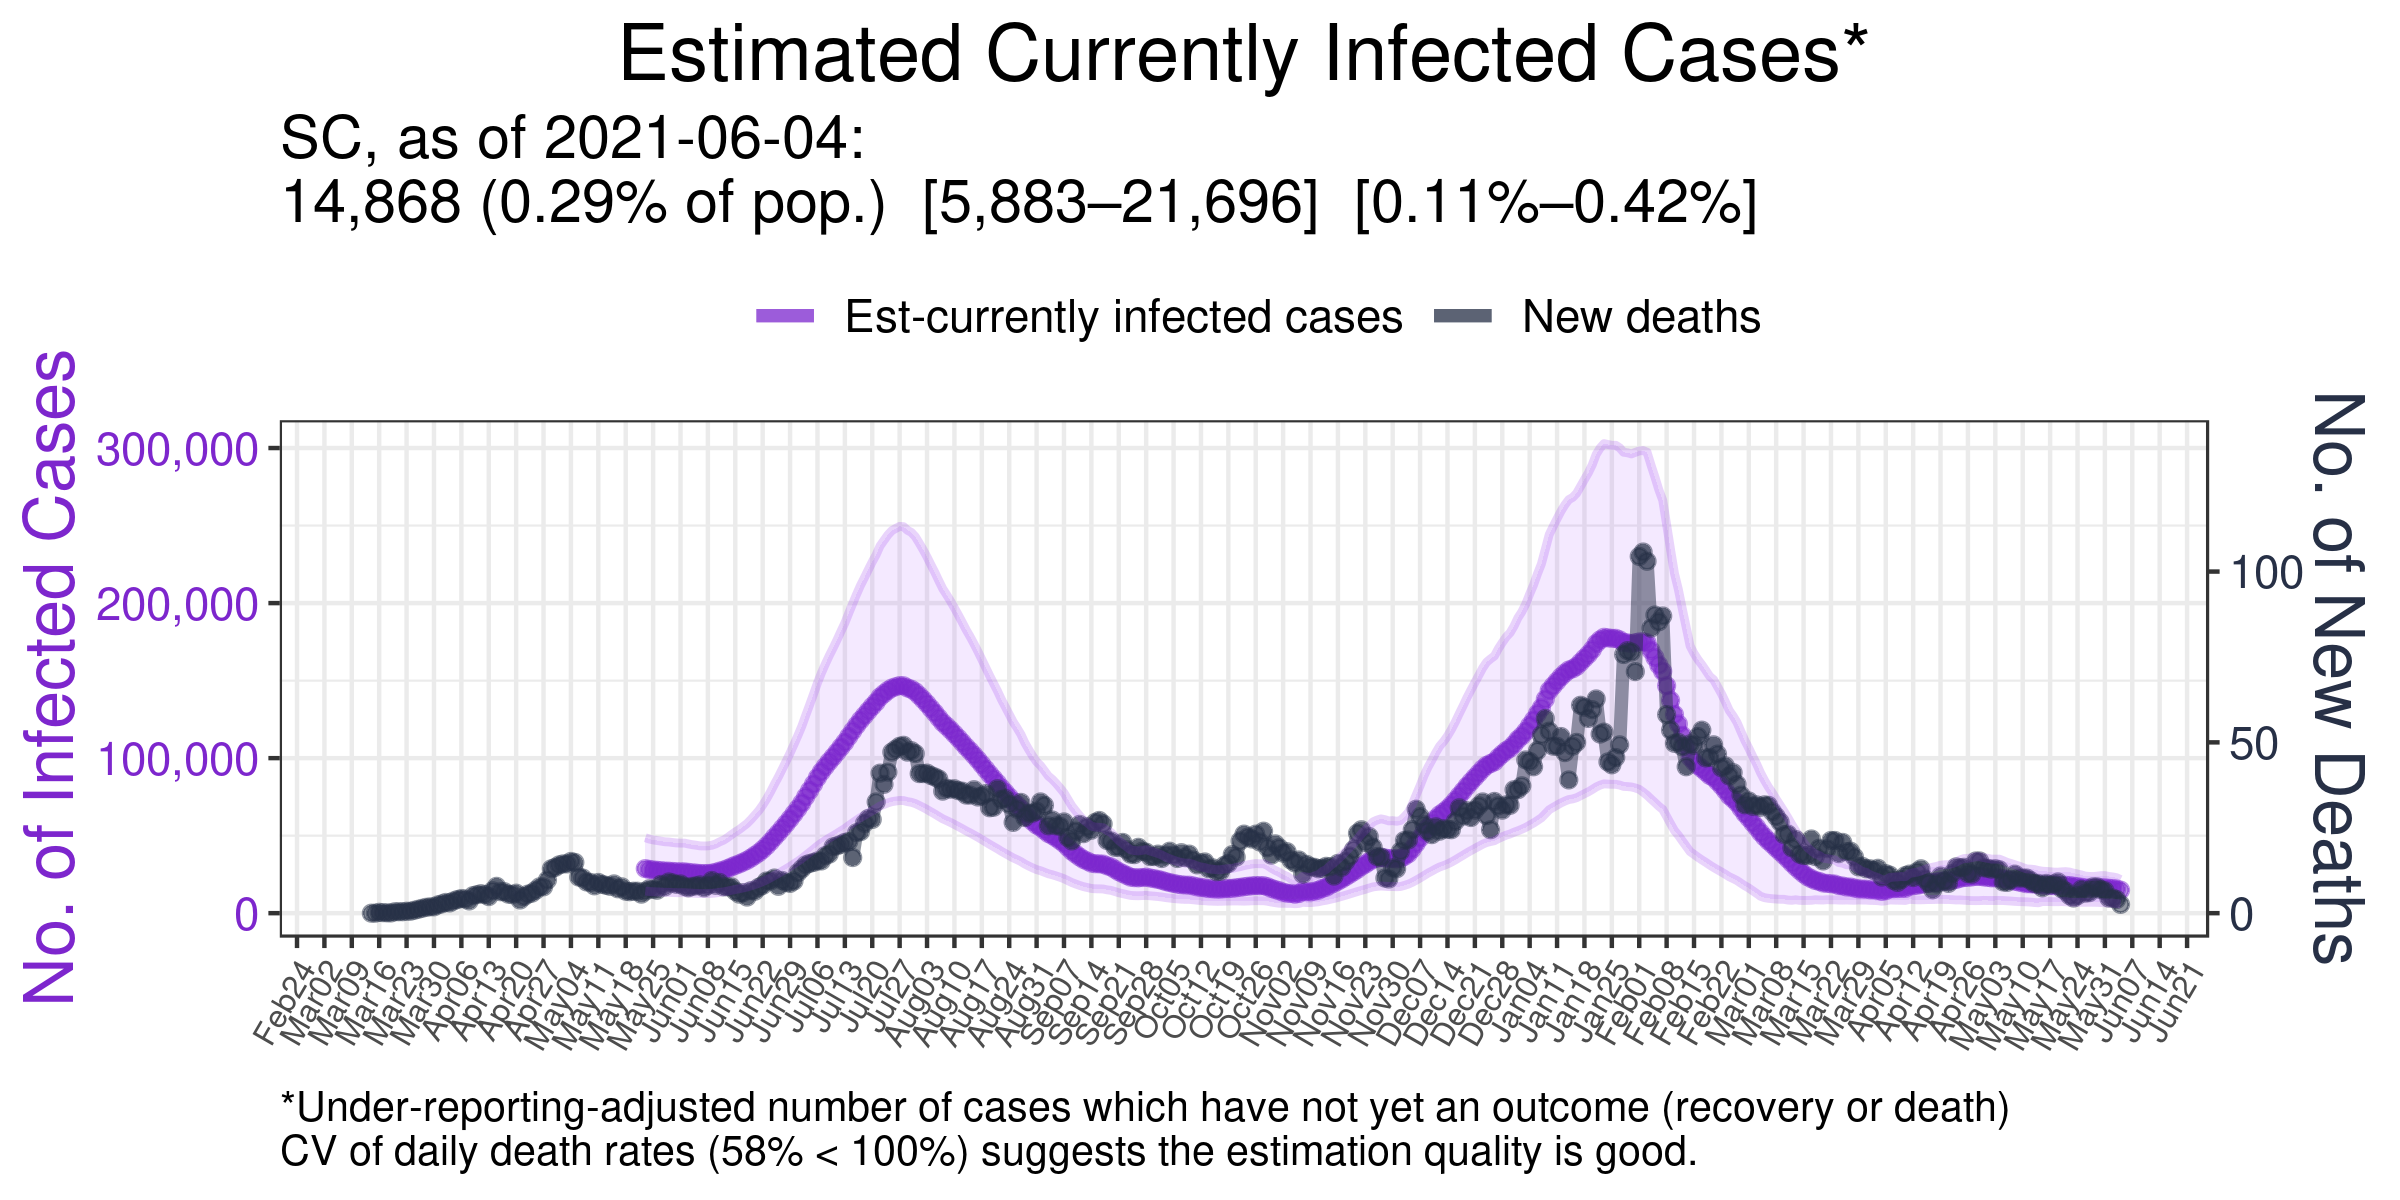 Estimated Currently Infected Cases*
SC, as of 2021-06-04:
14,868 (0.29% of pop.) [5,883–21,696] [0.11%–0.42%]
Est-currently infected cases
New deaths
No. of Infected Cases
300,000
200,000
100,000
0
100
50
0
No. of New Deaths
Feb24
Mar02
Mar09
Mar16
Mar23
Mar30
Apr06
Apr13
Apr20
Apr27
May04
May11
May18
May25
Jun01
Jun08
Jun15
Jun22
Jun29
Jul06
Jul13
Jul20
Jul27
Aug03
Aug10
Aug17
Aug24
Aug31
Sep07
Sep14
Sep21
Sep28
Oct05
Oct12
Oct19
Oct26
Nov02
Nov09
Nov16
Nov23
Nov30
Dec07
Dec14
Dec21
Dec28
Jan04
Jan11
Jan18
Jan25
Feb01
Feb08
Feb15
Feb22
Mar01
Mar08
Mar15
Mar22
Mar29
Apr05
Apr12
Apr19
Apr26
May03
May10
May17
May24
May31
Jun07
Jun14
Jun21
*Under-reporting-adjusted number of cases which have not yet an outcome (recovery or death)
CV of daily death rates (58% < 100%) suggests the estimation quality is good.